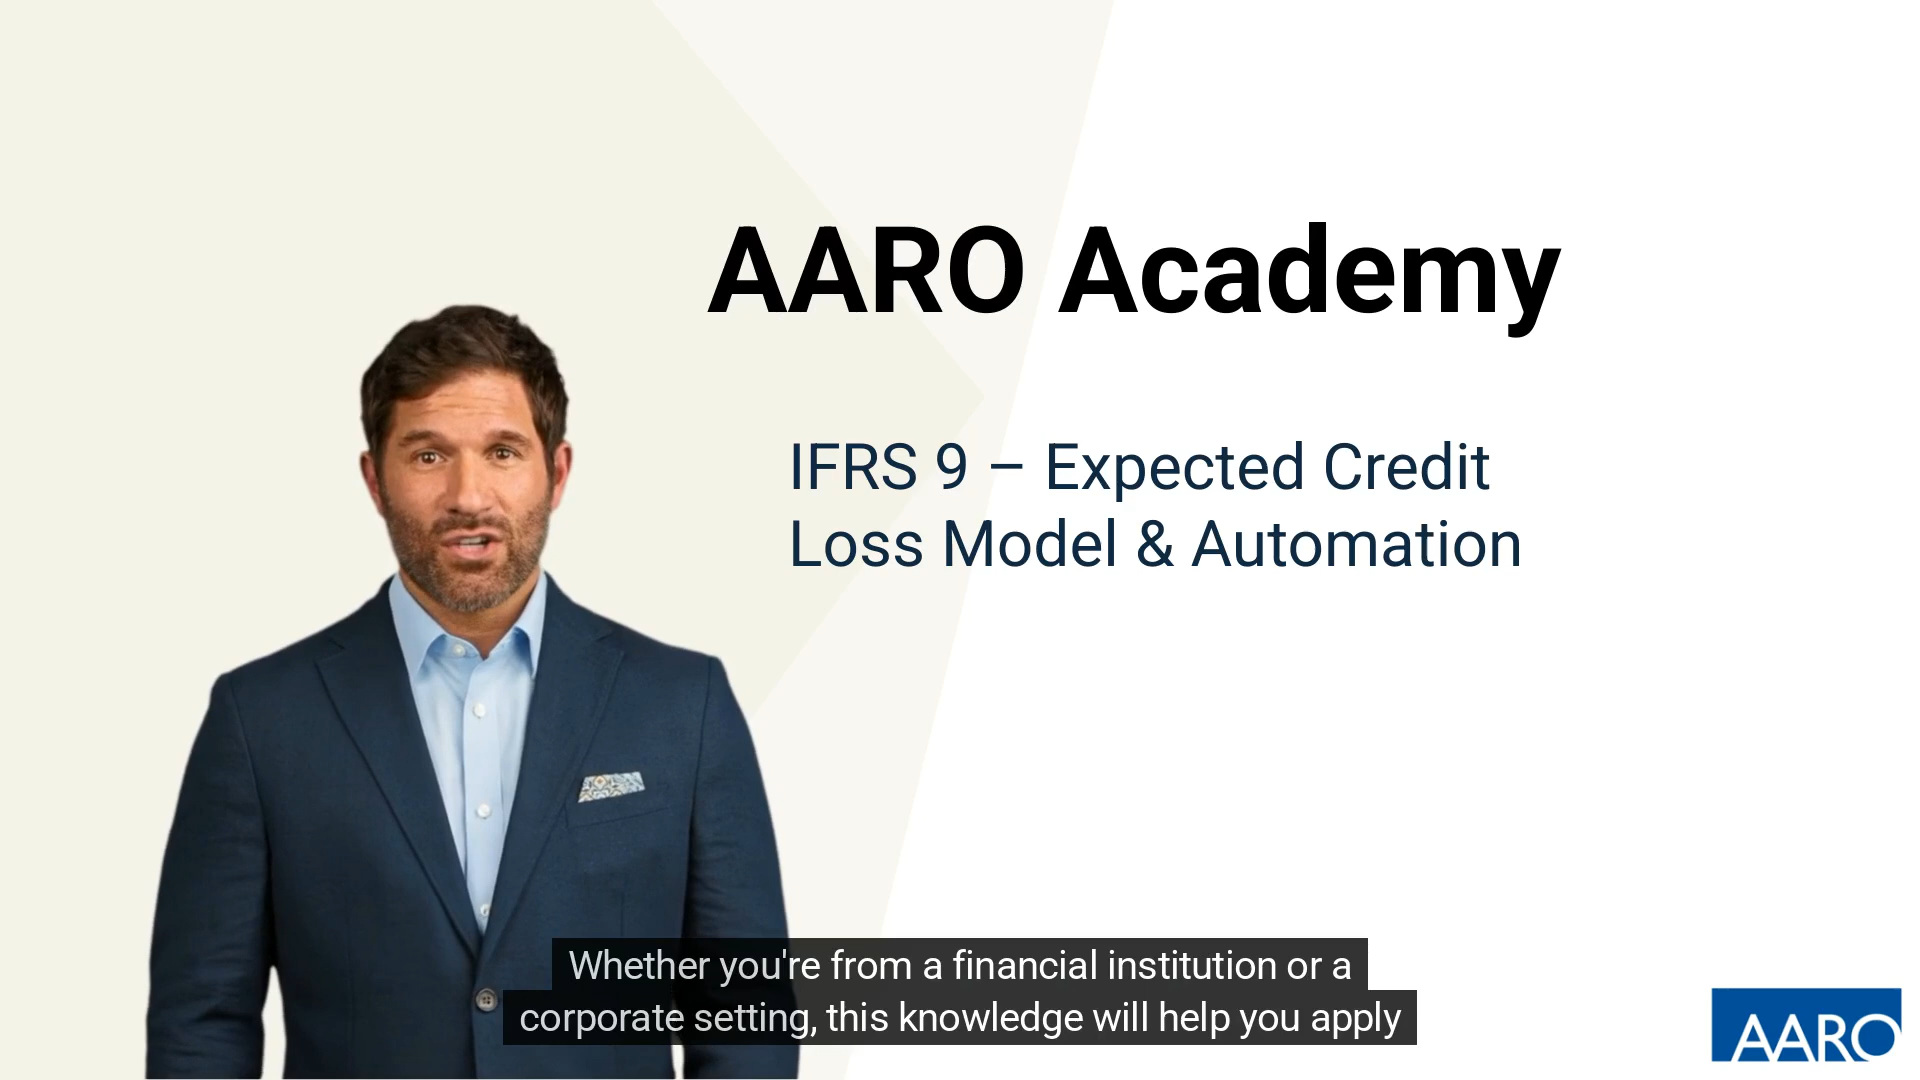 AARO Academy
IFRS 9 – Expected Credit
Loss Model & Automation
Whether you're from a financial institution or a
corporate setting, this knowledge will help you apply
AARO